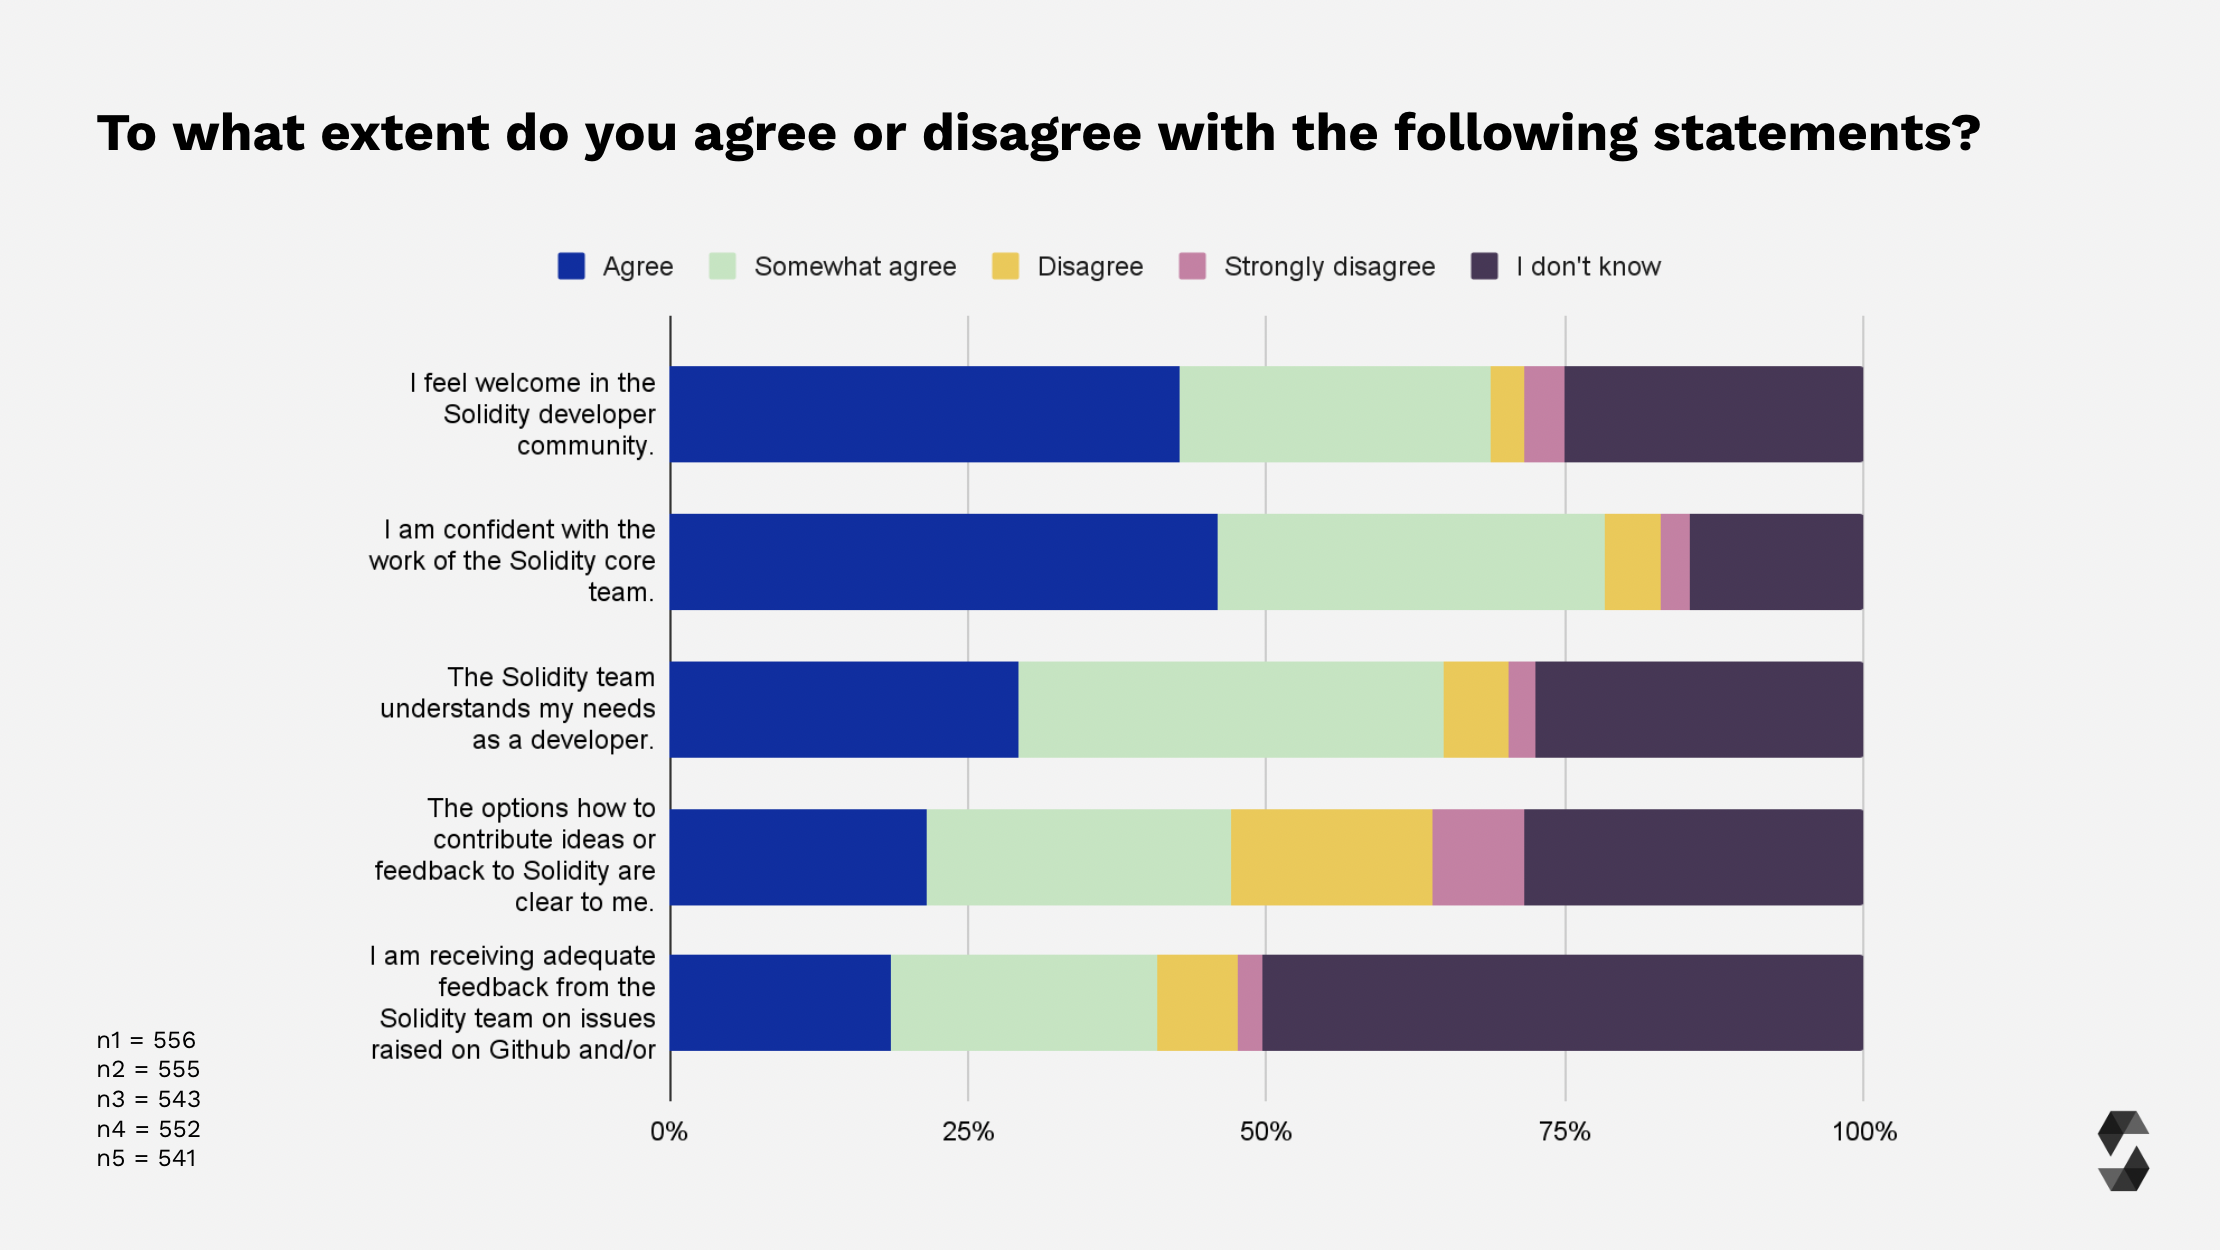 To what extent do you agree or disagree with the following statements?
Agree
Somewhat agree
Disagree
Strongly disagree
I don't know
I feel welcome in the
Solidity developer
community.
I am confident with the
work of the Solidity core
team.
The Solidity team
understands my needs
as a developer.
The options how to
contribute ideas or
feedback to Solidity are
clear to me.
I am receiving adequate
feedback from the
Solidity team on issues
raised on Github and/or
0%
25%
50%
75%
100%
n1 = 556
n2 = 555
n3 = 543
n4 = 552
n5 = 541